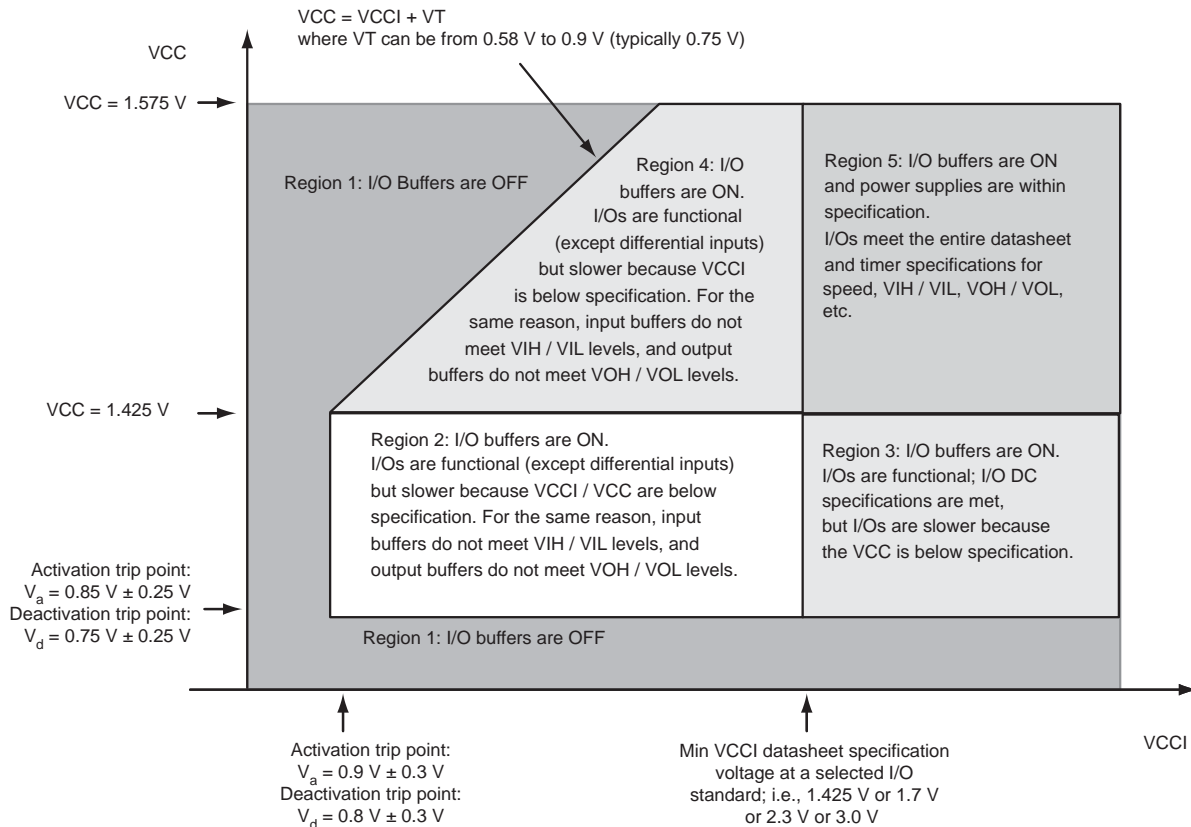 VCC = VCCI + VT
where VT can be from 0.58 V to 0.9 V (typically 0.75 V)
VCC
VCC = 1.575 V
Region 1: I/O Buffers are OFF
Region 4: I/O
buffers are ON.
I/Os are functional
(except differential inputs)
but slower because VCCI
is below specification. For the
same reason, input buffers do not
meet VIH / VIL levels, and output
buffers do not meet VOH / VOL levels.
Region 5: I/O buffers are ON
and power supplies are within
specification.
I/Os meet the entire datasheet
and timer specifications for
speed, VIH / VIL, VOH / VOL,
etc.
VCC = 1.425 V
Region 2: I/O buffers are ON.
I/Os are functional (except differential inputs)
but slower because VCCI / VCC are below
specification. For the same reason, input
buffers do not meet VIH / VIL levels, and
output buffers do not meet VOH / VOL levels.
Region 3: I/O buffers are ON.
I/Os are functional; I/O DC
specifications are met,
but I/Os are slower because
the VCC is below specification.
Activation trip point:
Va = 0.85 V ± 0.25 V
Deactivation trip point:
Vd = 0.75 V ± 0.25 V
Region 1: I/O buffers are OFF
Activation trip point:
Va = 0.9 V ± 0.3 V
Deactivation trip point:
Vd = 0.8 V ± 0.3 V
Min VCCI datasheet specification
voltage at a selected I/O
standard; i.e., 1.425 V or 1.7 V
or 2.3 V or 3.0 V
VCCI